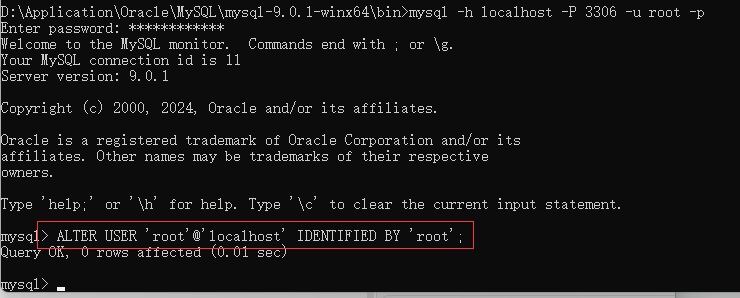 D:\Application\Oracle\MySQL\mysql-9.0.1-winx64\bin>mysql -h localhost -P 3306 -u root -p
Enter password: ************
Welcome to the MySQL monitor.  Commands end with ; or \g.
Your MySQL connection id is 11
Server version: 9.0.1
Copyright (c) 2000, 2024, Oracle and/or its affiliates.
Oracle is a registered trademark of Oracle Corporation and/or its
affiliates. Other names may be trademarks of their respective
owners.
Type 'help;' or '\h' for help. Type '\c' to clear the current input statement.
mysql> ALTER USER 'root'@'localhost' IDENTIFIED BY 'root';
Query OK, 0 rows affected (0.01 sec)
mysql>